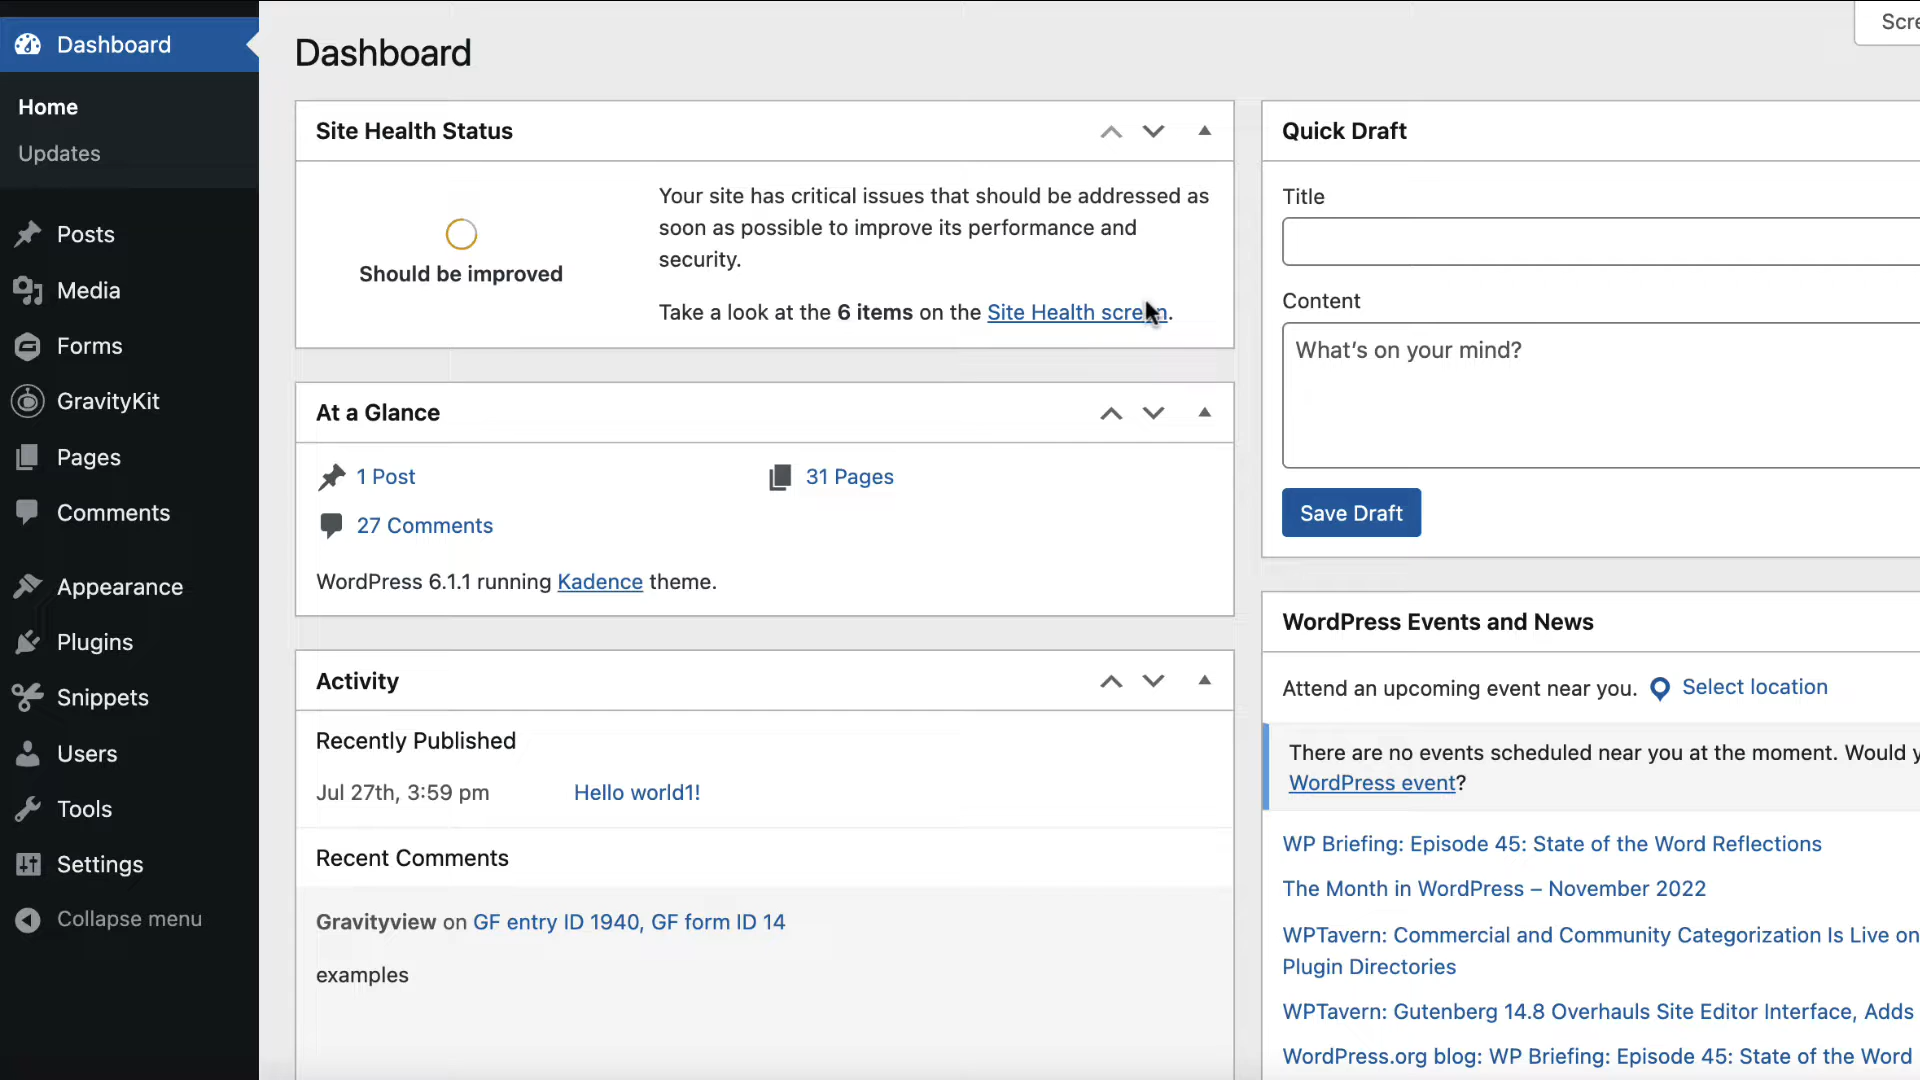 Dashboard
Home
Updates
Posts
Media
Forms
GravityKit
Pages
Comments
Appearance
Plugins
Snippets
Users
Tools
Settings
Collapse menu
Dashboard
Site Health Status
Should be improved
Your site has critical issues that should be addressed as
soon as possible to improve its performance and
security.
Take a look at the 6 items on the Site Health screen.
At a Glance
1 Post
31 Pages
27 Comments
WordPress 6.1.1 running Kadence theme.
Activity
Recently Published
Jul 27th, 3:59 pm
Hello world1!
Recent Comments
Gravityview on GF entry ID 1940, GF form ID 14
examples
Quick Draft
Title
Content
What's on your mind?
Save Draft
WordPress Events and News
Attend an upcoming event near you.
Select location
There are no events scheduled near you at the moment. Would
WordPress event?
WP Briefing: Episode 45: State of the Word Reflections
The Month in WordPress – November 2022
WPTavern: Commercial and Community Categorization Is Live on
Plugin Directories
WPTavern: Gutenberg 14.8 Overhauls Site Editor Interface, Adds
WordPress.org blog: WP Briefing: Episode 45: State of the Word